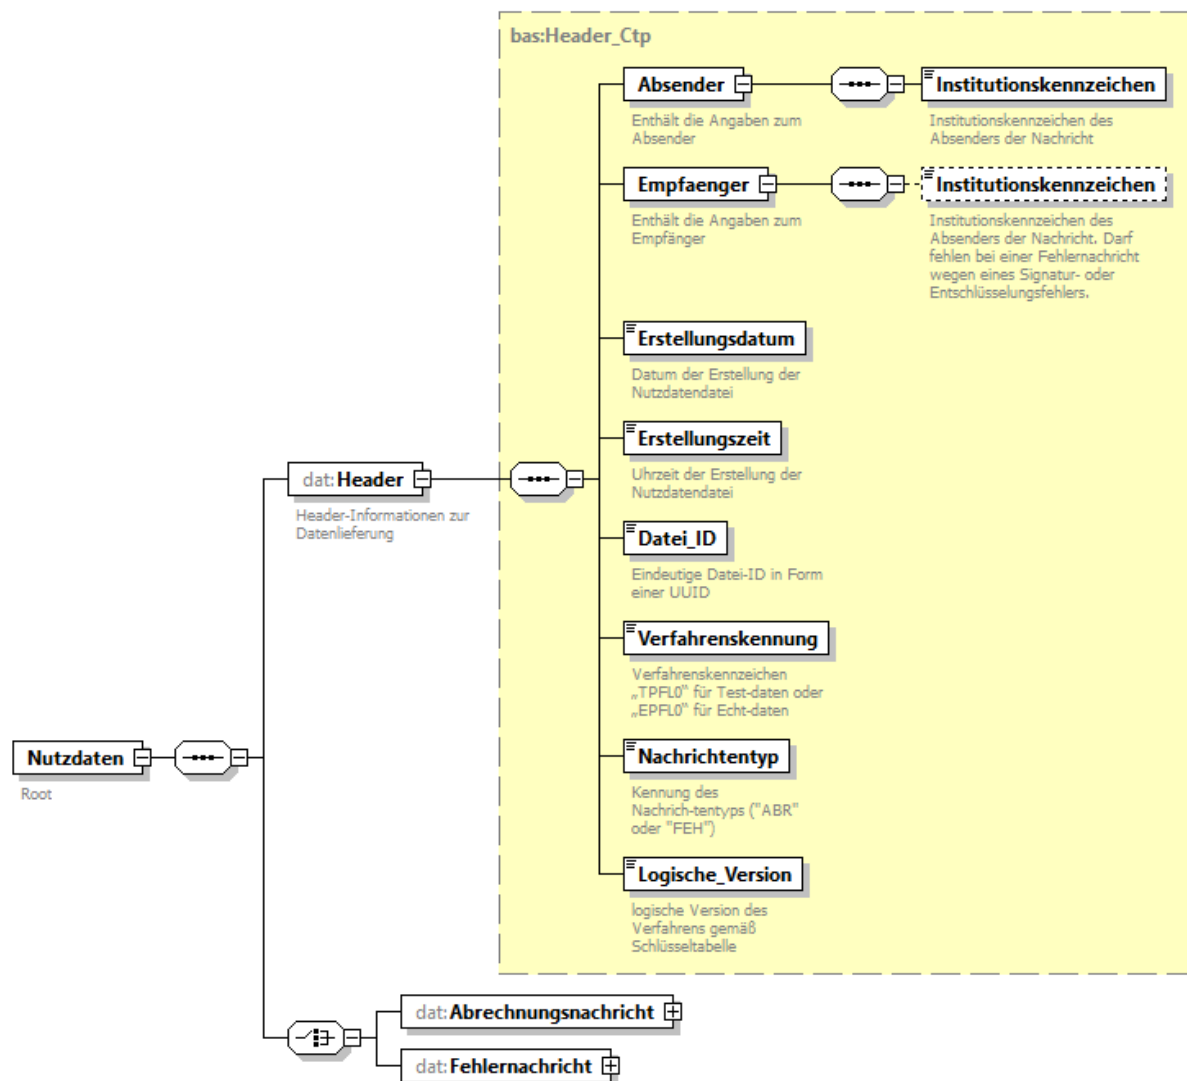 bas:Header_Ctp
Absender
Institutionskennzeichen
Enthält die Angaben zum
Absender
Institutionskennzeichen des
Absenders der Nachricht
Empfaenger
Institutionskennzeichen
Enthält die Angaben zum
Empfänger
Institutionskennzeichen des
Absenders der Nachricht. Darf
fehlen bei einer Fehlernachricht
wegen eines Signatur- oder
Entschlüsselungsfehlers.
Erstellungsdatum
Datum der Erstellung der
Nutzdatendatei
Erstellungszeit
Uhrzeit der Erstellung der
Nutzdatendatei
dat:Header
Header-Informationen zur
Datenlieferung
Datei_ID
Eindeutige Datei-ID in Form
einer UUID
Verfahrenskennung
Verfahrenskennzeichen
„TPFL0“ für Test-daten oder
„EPFL0“ für Echt-daten
Nutzdaten
Root
Nachrichtentyp
Kennung des
Nachrich-tentyps ("ABR"
oder "FEH")
Logische_Version
logische Version des
Verfahrens gemäß
Schlüsseltabelle
dat:Abrechnungsnachricht
dat:Fehlernachricht